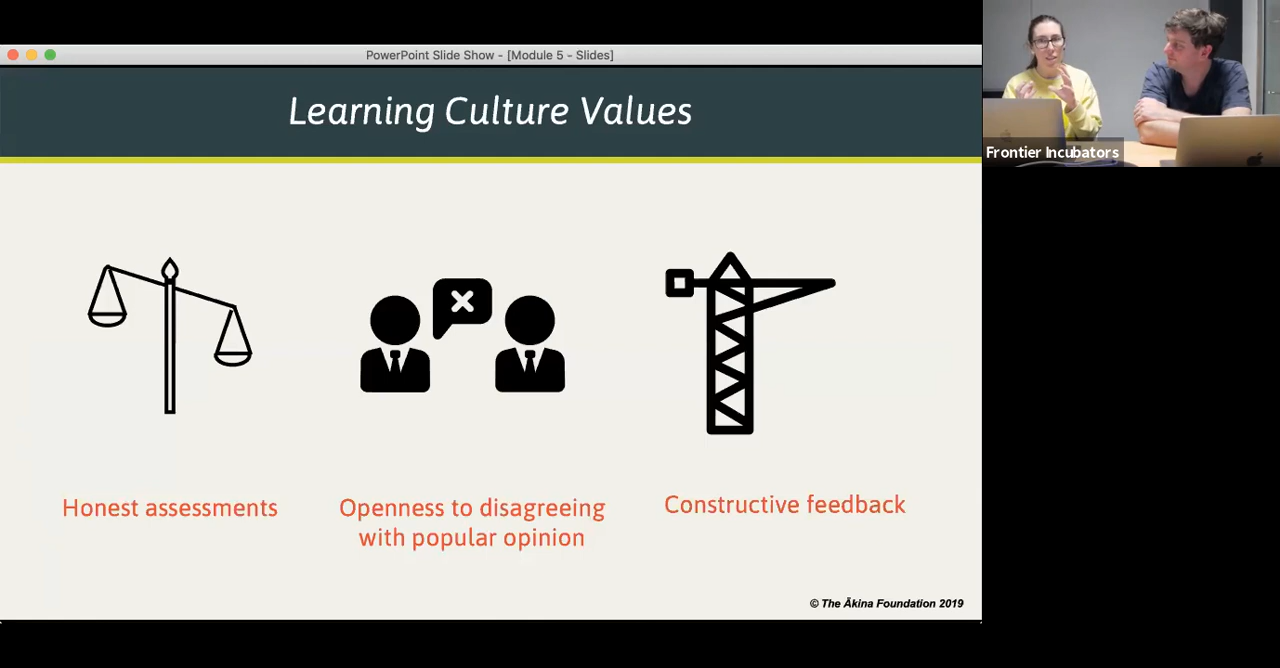 PowerPoint Slide Show - [Module 5 - Slides]
Learning Culture Values
Frontier Incubators
Honest assessments
Openness to disagreeing
with popular opinion
Constructive feedback
© The Ākina Foundation 2019